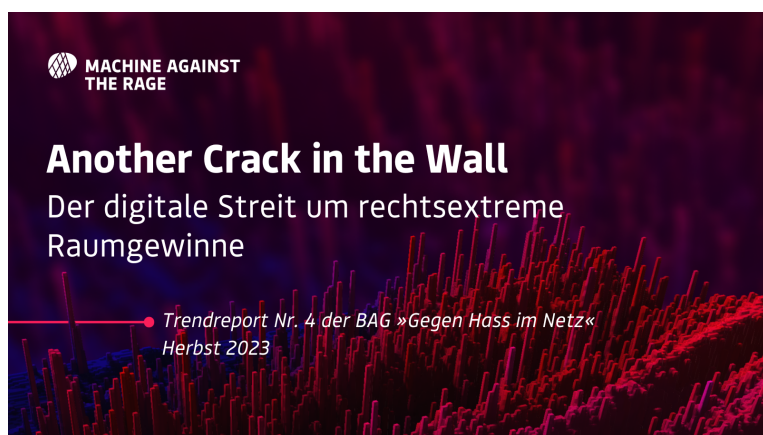 MACHINE AGAINST
THE RAGE
Another Crack in the Wall
Der digitale Streit um rechtsextreme
Raumgewinne
Trendreport Nr. 4 der BAG »Gegen Hass im Netz«
Herbst 2023